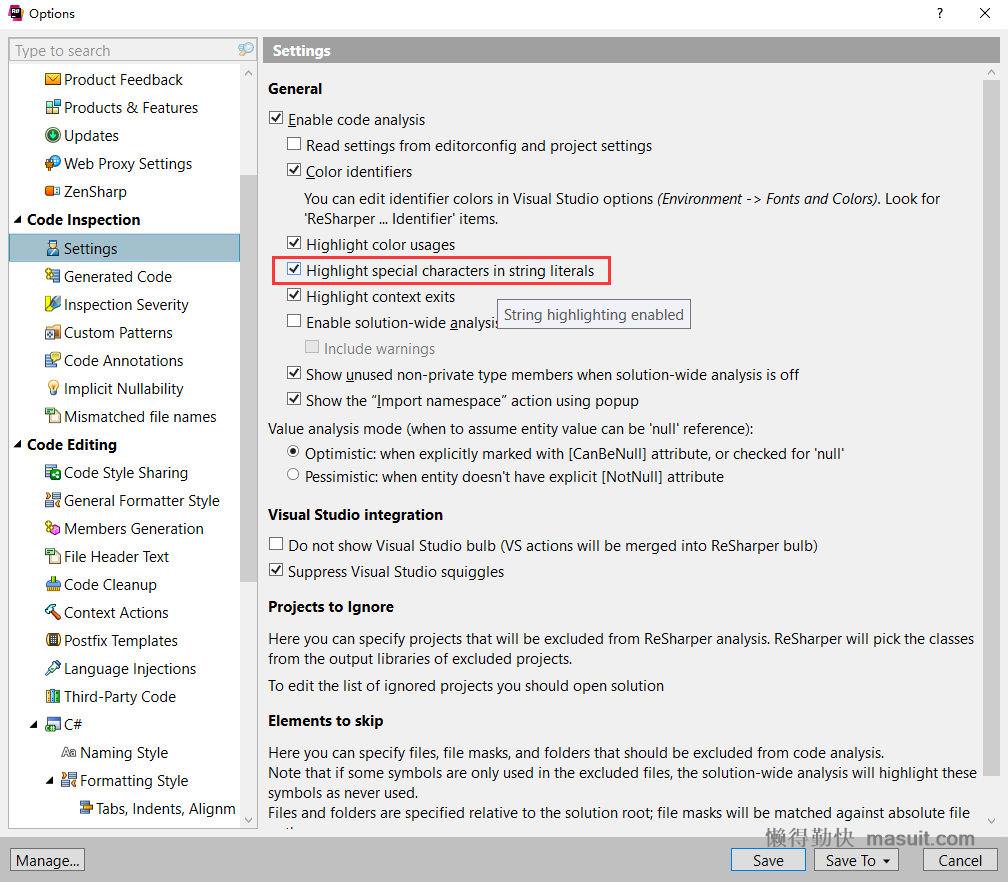 Options
?
Type to search
Product Feedback
Products & Features
Updates
Web Proxy Settings
ZenSharp
Code Inspection
Settings
Generated Code
Inspection Severity
Custom Patterns
Code Annotations
Implicit Nullability
Mismatched file names
Code Editing
Code Style Sharing
General Formatter Style
Members Generation
File Header Text
Code Cleanup
Context Actions
Postfix Templates
Language Injections
Third-Party Code
C#
Naming Style
Formatting Style
Tabs, Indents, Alignm
Settings
General
Enable code analysis
Read settings from editorconfig and project settings
Color identifiers
You can edit identifier colors in Visual Studio options (Environment -> Fonts and Colors). Look for
'ReSharper ... Identifier' items.
Highlight color usages
Highlight special characters in string literals
Highlight context exits
String highlighting enabled
Enable solution-wide analysis
Include warnings
Show unused non-private type members when solution-wide analysis is off
Show the “Import namespace” action using popup
Value analysis mode (when to assume entity value can be 'null' reference):
Optimistic: when explicitly marked with [CanBeNull] attribute, or checked for 'null'
Pessimistic: when entity doesn't have explicit [NotNull] attribute
Visual Studio integration
Do not show Visual Studio bulb (VS actions will be merged into ReSharper bulb)
Suppress Visual Studio squiggles
Projects to Ignore
Here you can specify projects that will be excluded from ReSharper analysis. ReSharper will pick the classes
from the output libraries of excluded projects.
To edit the list of ignored projects you should open solution
Elements to skip
Here you can specify files, file masks, and folders that should be excluded from code analysis.
Note that if some symbols are only used in the excluded files, the solution-wide analysis will highlight these
symbols as never used.
Files and folders are specified relative to the solution root; file masks will be matched against absolute file
懒得勤快 masuit.com
Manage...
Save
Save To
Cancel